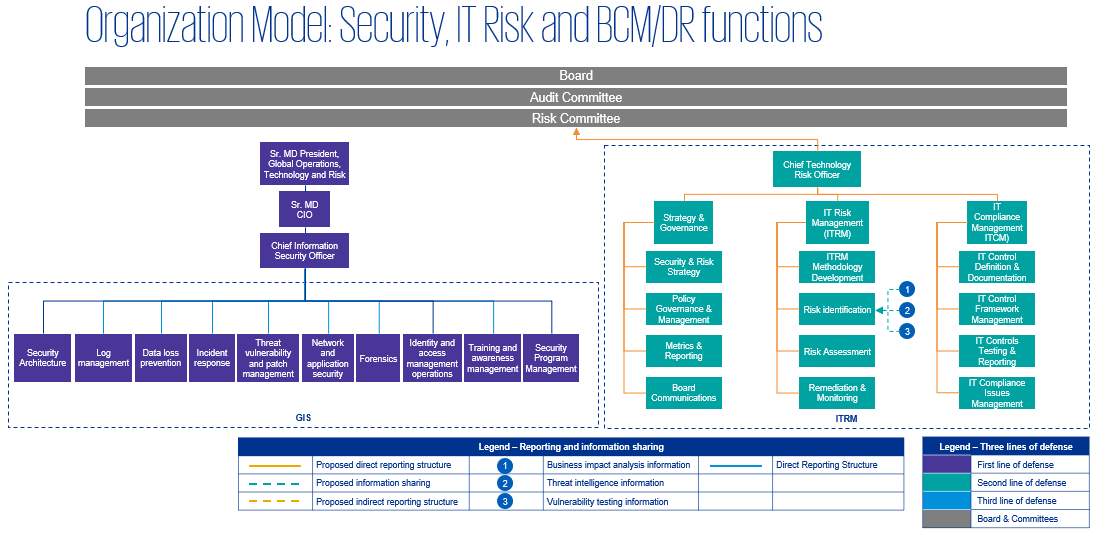 Organization Model: Security, IT Risk and BCM/DR functions
Board
Audit Committee
Risk Committee
Sr. MD President,
Global Operations,
Technology and Risk
Sr. MD
CIO
Chief Information
Security Officer
Security
Architecture
Log
management
Data loss
prevention
Incident
response
Threat
vulnerability
and patch
management
Network
and
application
security
Forensics
Identity and
access
management
operations
Training and
awareness
management
Security
Program
Management
GIS
Chief Technology
Risk Officer
Strategy &
Governance
Security & Risk
Strategy
Policy
Governance &
Management
Metrics &
Reporting
Board
Communications
IT Risk
Management
(ITRM)
ITRM
Methodology
Development
Risk identification
Risk Assessment
Remediation &
Monitoring
1
2
3
IT
Compliance
Management
ITCM)
IT Control
Definition &
Documentation
IT Control
Framework
Management
IT Controls
Testing &
Reporting
IT Compliance
Issues
Management
ITRM
Legend – Reporting and information sharing
Proposed direct reporting structure
1
Business impact analysis information
Direct Reporting Structure
Proposed information sharing
2
Threat intelligence information
Proposed indirect reporting structure
3
Vulnerability testing information
Legend – Three lines of defense
First line of defense
Second line of defense
Third line of defense
Board & Committees